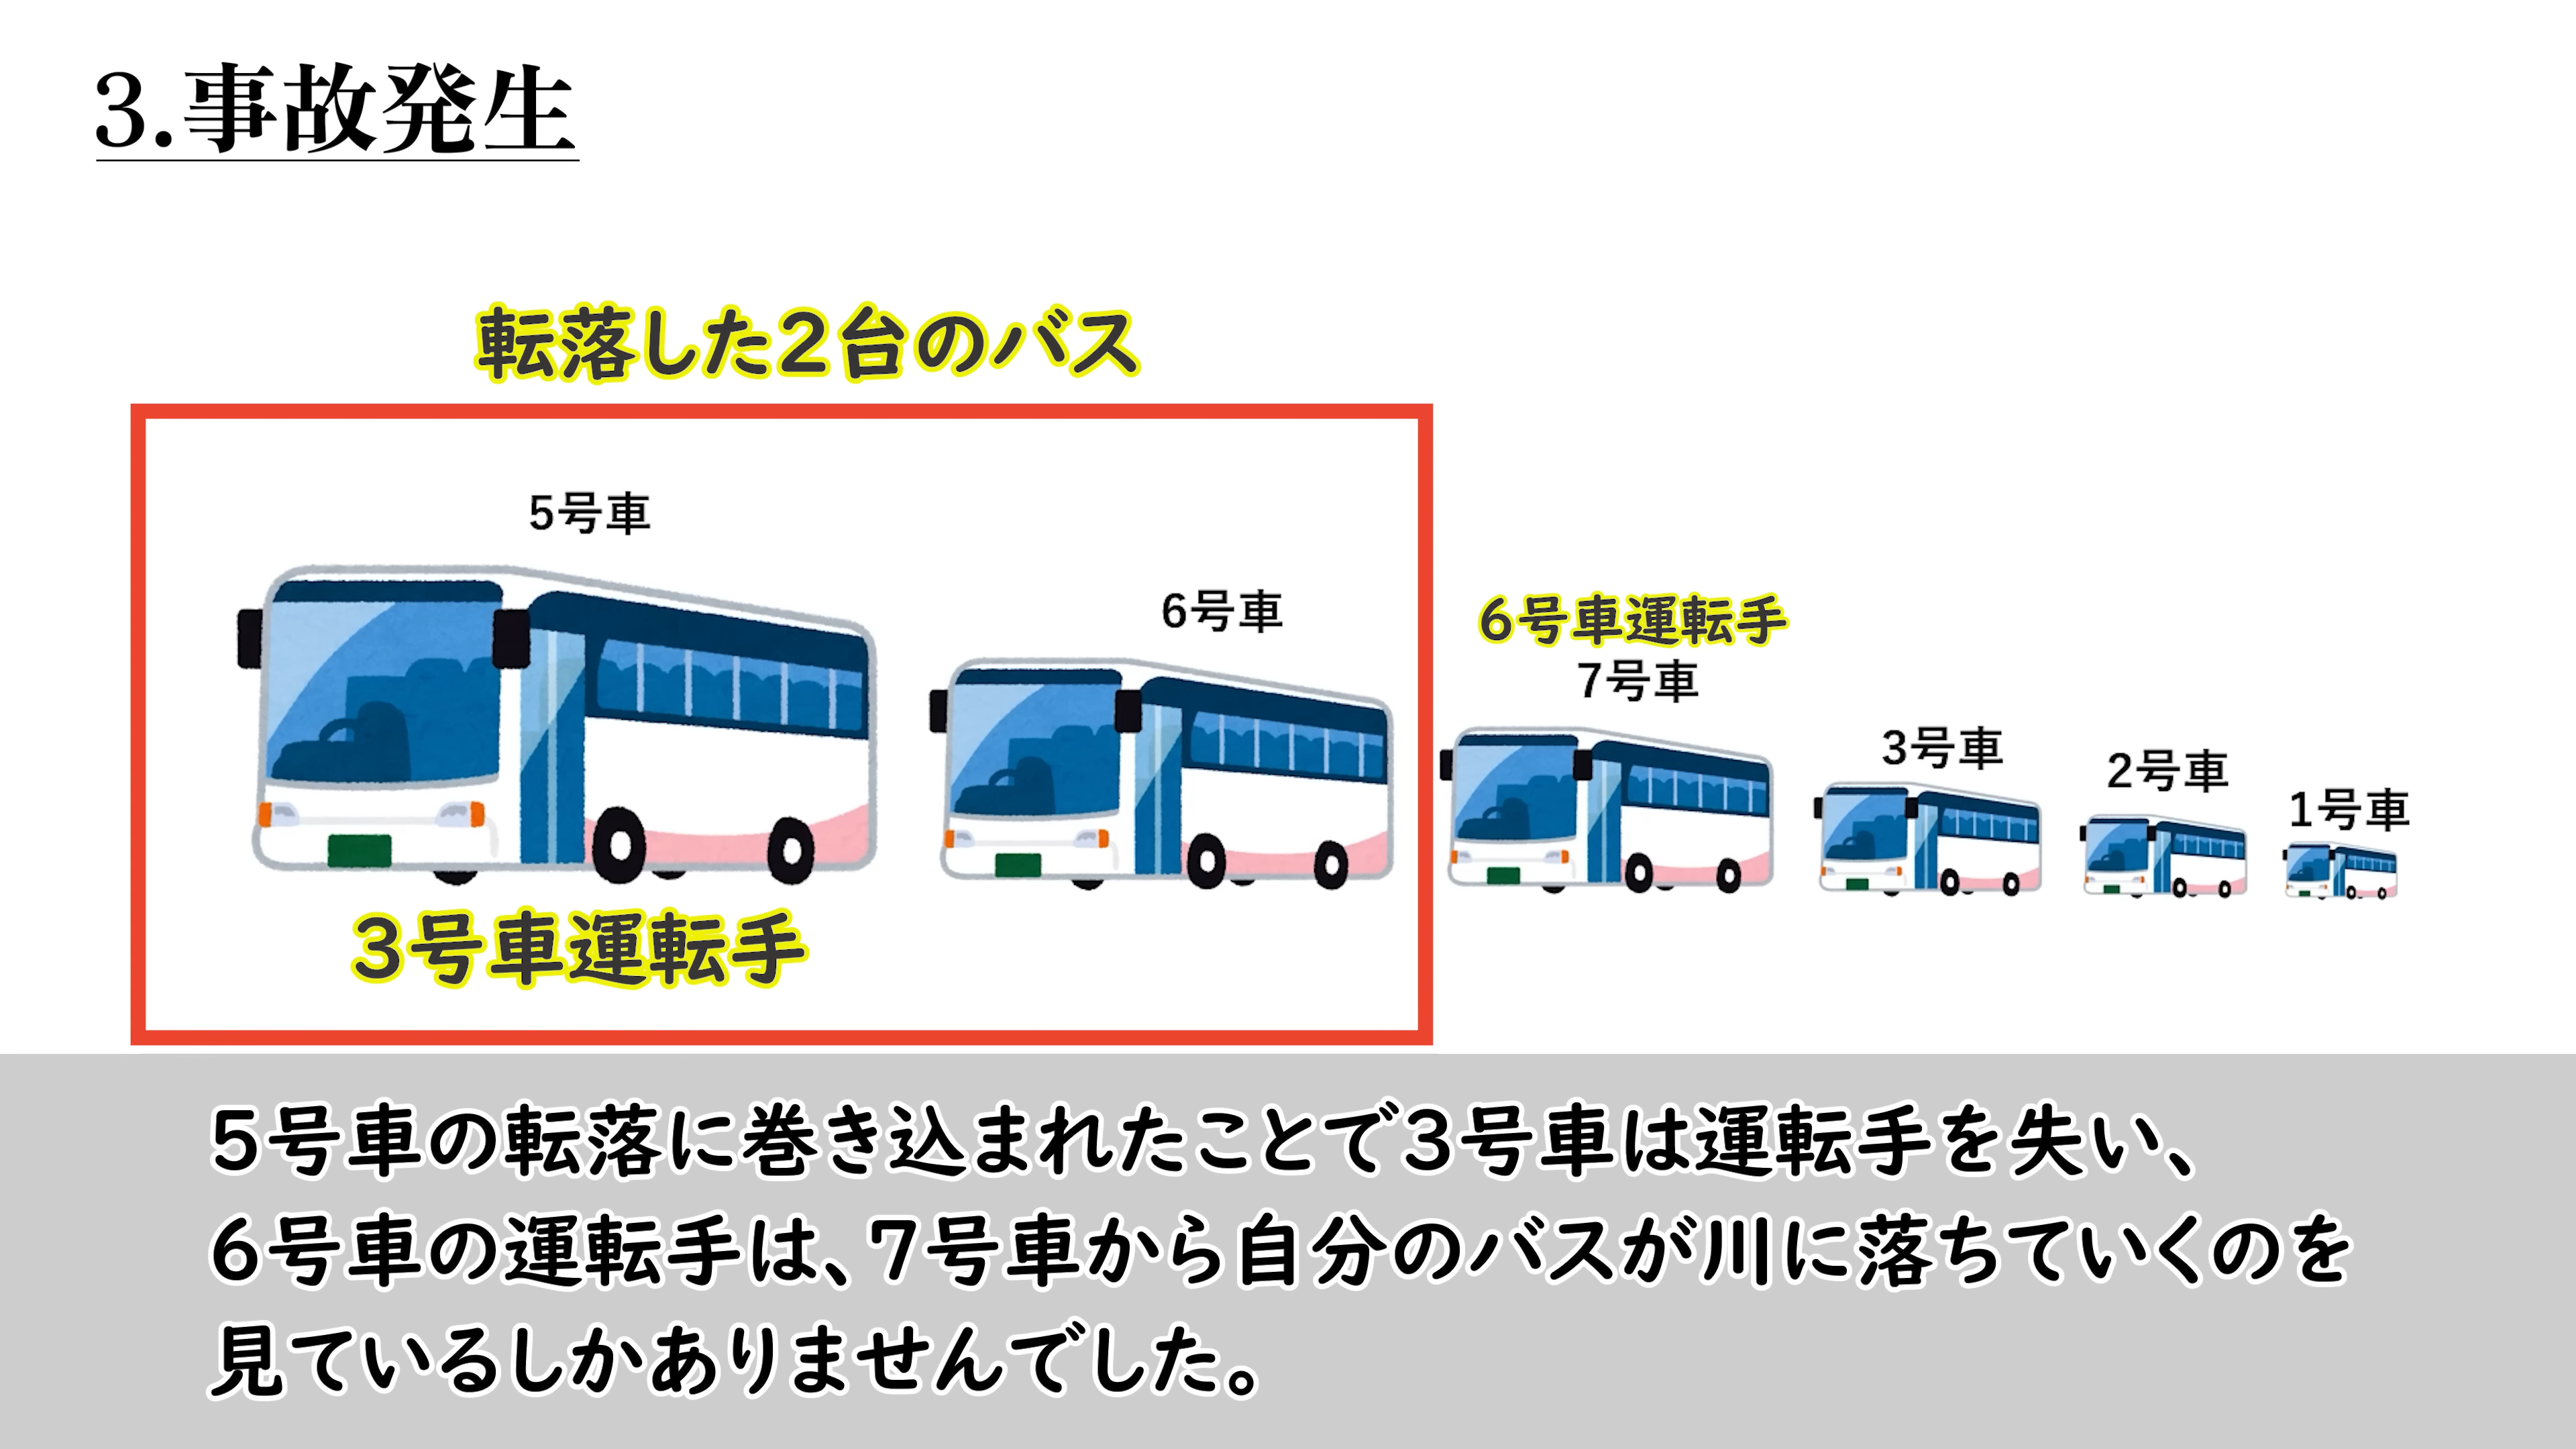 3.事故発生
転落した2台のバス
5号車
6号車
6号車運転手
7号車
3号車
2号車
1号車
3号車運転手
5号車の転落に巻き込まれたことで3号車は運転手を失い、
6号車の運転手は、7号車から自分のバスが川に落ちていくのを
見ているしかありませんでした。